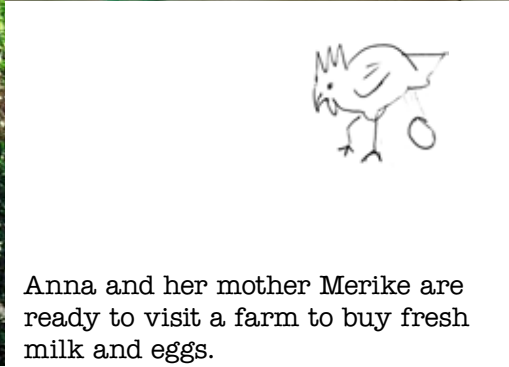 Anna and her mother Merike are
ready to visit a farm to buy fresh
milk and eggs.